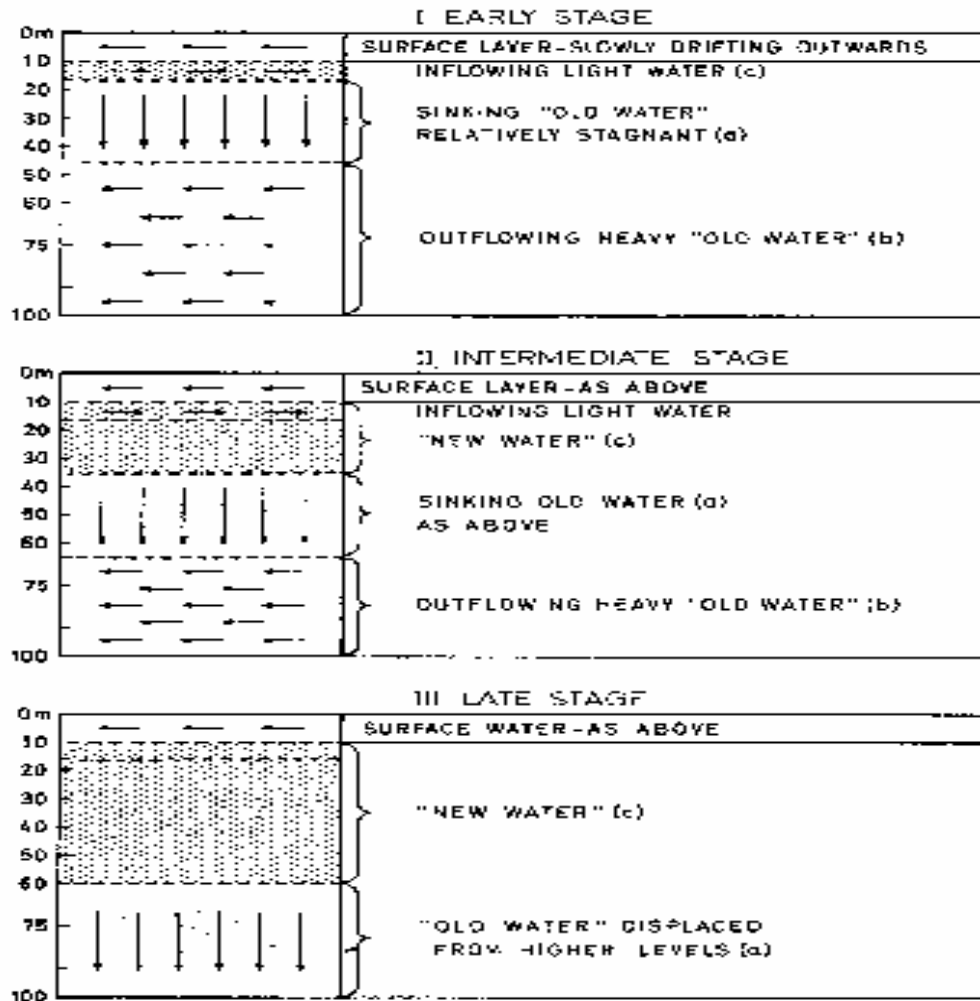 I EARLY STAGE
0m
SURFACE LAYER-SLOWLY DRIFTING OUTWARDS
10
INFLOWING LIGHT WATER (c)
20
SINKING "OLD WATER"
30
RELATIVELY STAGNANT (a)
40
50
60
75
OUTFLOWING HEAVY "OLD WATER" (b)
100
II INTERMEDIATE STAGE
0m
SURFACE LAYER-AS ABOVE
10
INFLOWING LIGHT WATER
20
"NEW WATER" (c)
30
40
SINKING OLD WATER (a)
50
AS ABOVE
60
75
OUTFLOWING HEAVY "OLD WATER" (b)
100
III LATE STAGE
0m
SURFACE WATER-AS ABOVE
10
20
30
"NEW WATER" (c)
40
50
60
75
"OLD WATER" DISPLACED
FROM HIGHER LEVELS (a)
100